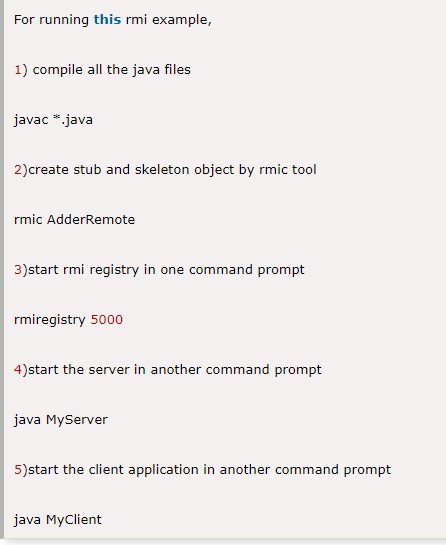 For running this rmi example,
1) compile all the java files
javac *.java
2)create stub and skeleton object by rmic tool
rmic AdderRemote
3)start rmi registry in one command prompt
rmiregistry 5000
4)start the server in another command prompt
java MyServer
5)start the client application in another command prompt
java MyClient